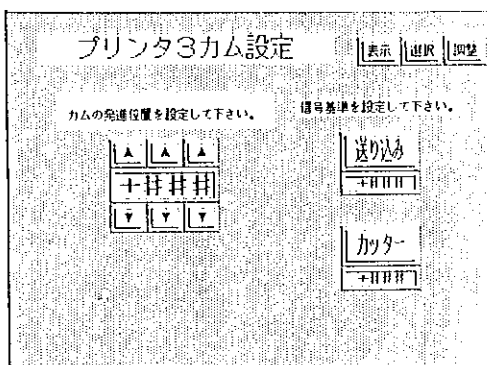 プリンタ3カム設定
表示 選択 調整
カムの発進位置を設定して下さい。
信号基準を設定して下さい。
▲ ▲ ▲
送り込み
+###
+###
▼ ▼ ▼
カッター
+###